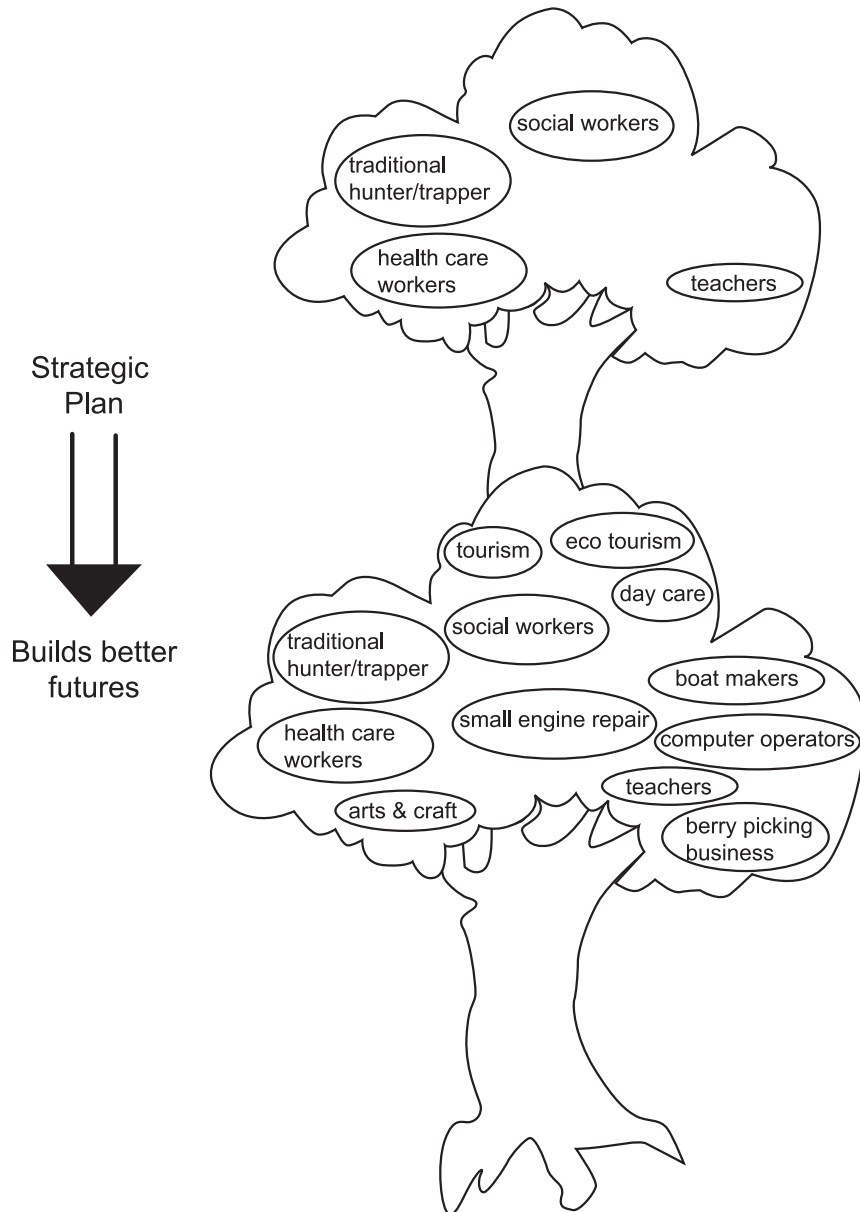 social workers
traditional
hunter/trapper
health care
workers
teachers
Strategic
Plan
Builds better
futures
tourism
eco tourism
day care
social workers
traditional
hunter/trapper
boat makers
small engine repair
health care
workers
computer operators
teachers
arts & craft
berry picking
business